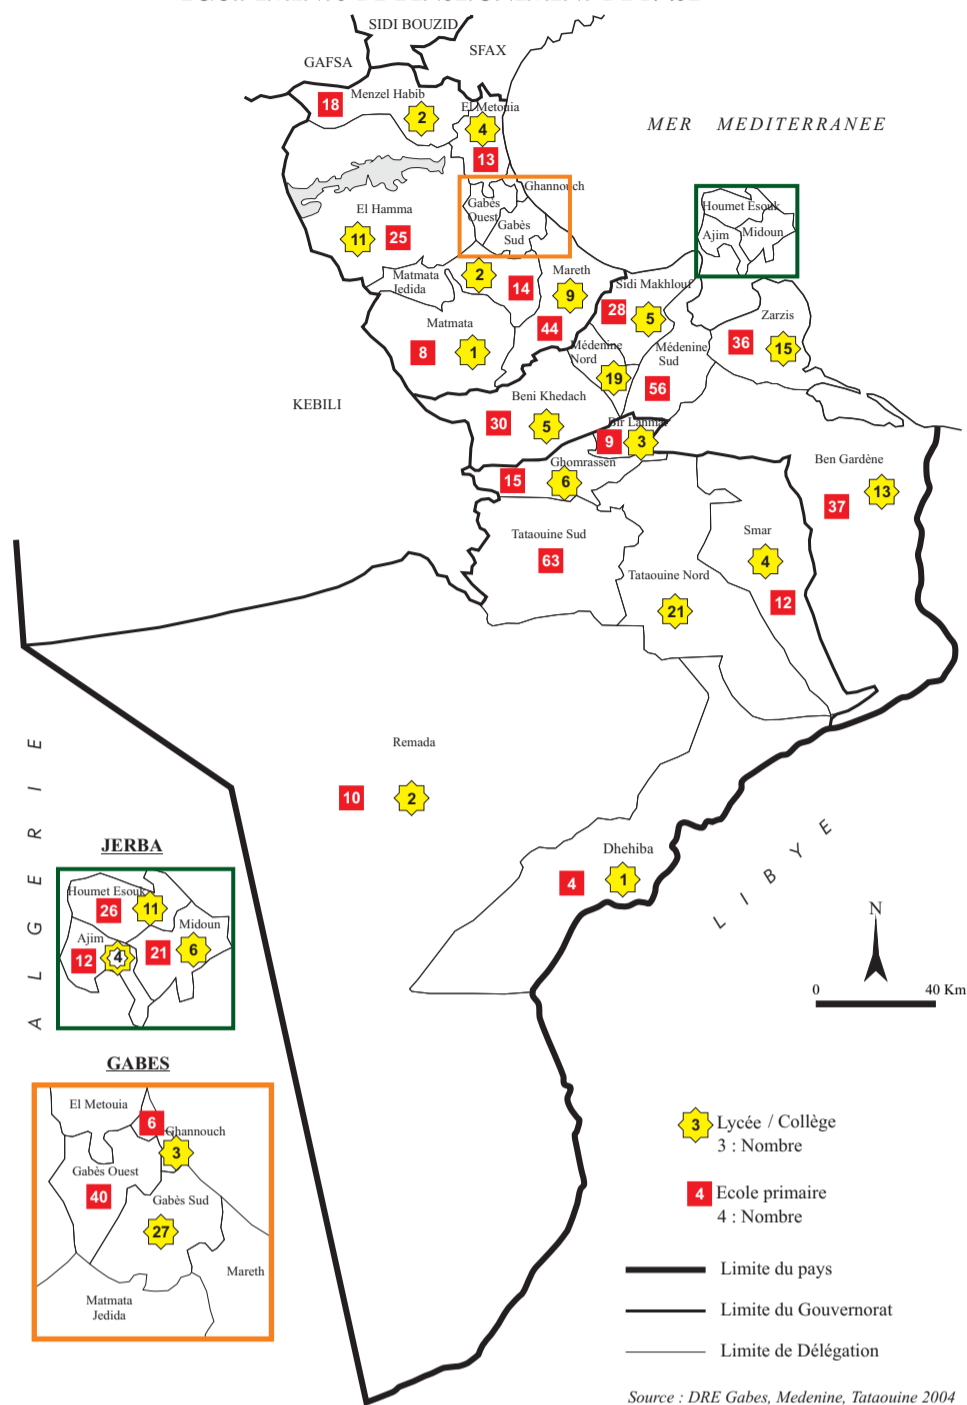 SIDI BOUZID
SFAX
GAFSA
Menzel Habib
18
2
El Metouia
4
13
MER MEDITERRANEE
Ghannouch
Gabès
Ouest
Gabès
Sud
El Hamma
11
25
Houmet Esouk
Ajim
Midoun
Matmata
Jedida
2
14
Mareth
9
44
Sidi Makhlouf
28
5
Zarzis
36
15
Matmata
8
1
Médenine
Nord
19
Médenine
Sud
56
KEBILI
Beni Khedach
30
5
Bir Lahmar
9
3
Ghomrassen
15
6
Ben Gardène
13
37
Tataouine Sud
63
Smar
4
12
Tataouine Nord
21
Remada
10
2
Dhehiba
4
1
ALGERIE
LIBYE
JERBA
Houmet Esouk
26
11
Midoun
21
6
Ajim
12
4
N
0 40 Km
GABES
El Metouia
6
Ghannouch
3
Gabès Ouest
40
Gabès Sud
27
Mareth
Matmata
Jedida
3 Lycée / Collège
3 : Nombre
4 Ecole primaire
4 : Nombre
Limite du pays
Limite du Gouvernorat
Limite de Délégation
Source : DRE Gabes, Medenine, Tataouine 2004